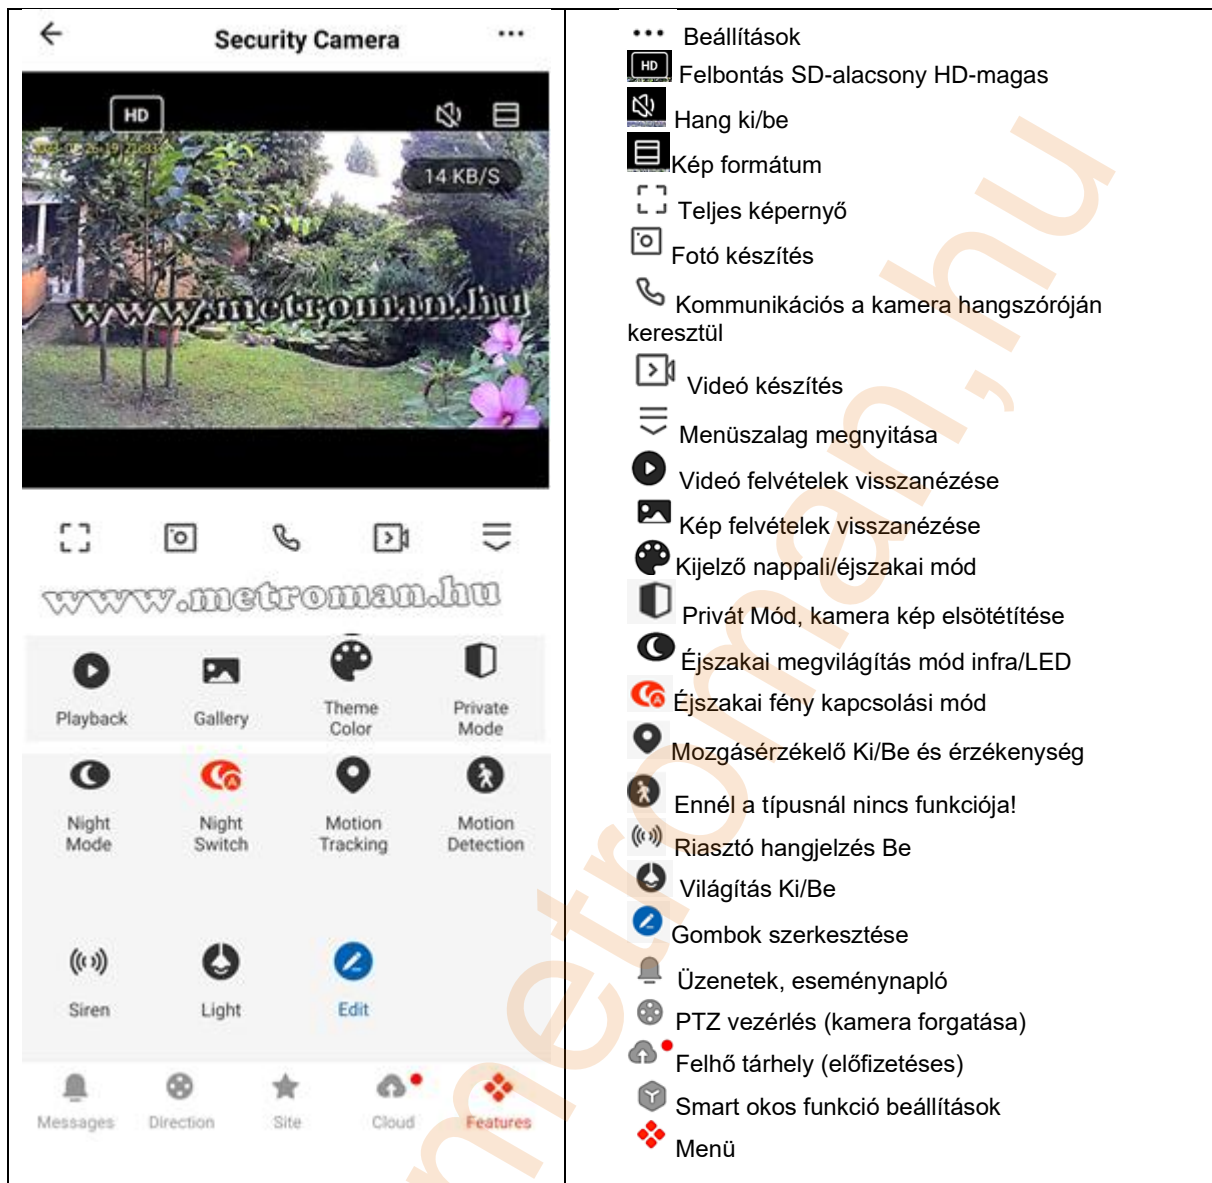 Security Camera
HD
14 KB/S
www.metroman.hu
www.metroman.hu
Playback
Gallery
Theme
Color
Private
Mode
Night
Mode
Night
Switch
Motion
Tracking
Motion
Detection
Siren
Light
Edit
Messages
Direction
Site
Cloud
Features
Beállítások
HD Felbontás SD-alacsony HD-magas
Hang ki/be
Kép formátum
Teljes képernyő
Fotó készítés
Kommunikációs a kamera hangszóróján
keresztül
Videó készítés
Menüszalag megnyitása
Videó felvételek visszanézése
Kép felvételek visszanézése
Kijelző nappali/éjszakai mód
Privát Mód, kamera kép elsötétítése
Éjszakai megvilágítás mód infra/LED
Éjszakai fény kapcsolási mód
Mozgásérzékelő Ki/Be és érzékenység
Ennél a típusnál nincs funkciója!
Riasztó hangjelzés Be
Világítás Ki/Be
Gombok szerkesztése
Üzenetek, eseménynapló
PTZ vezérlés (kamera forgatása)
Felhő tárhely (előfizetéses)
Smart okos funkció beállítások
Menü
metroman.hu